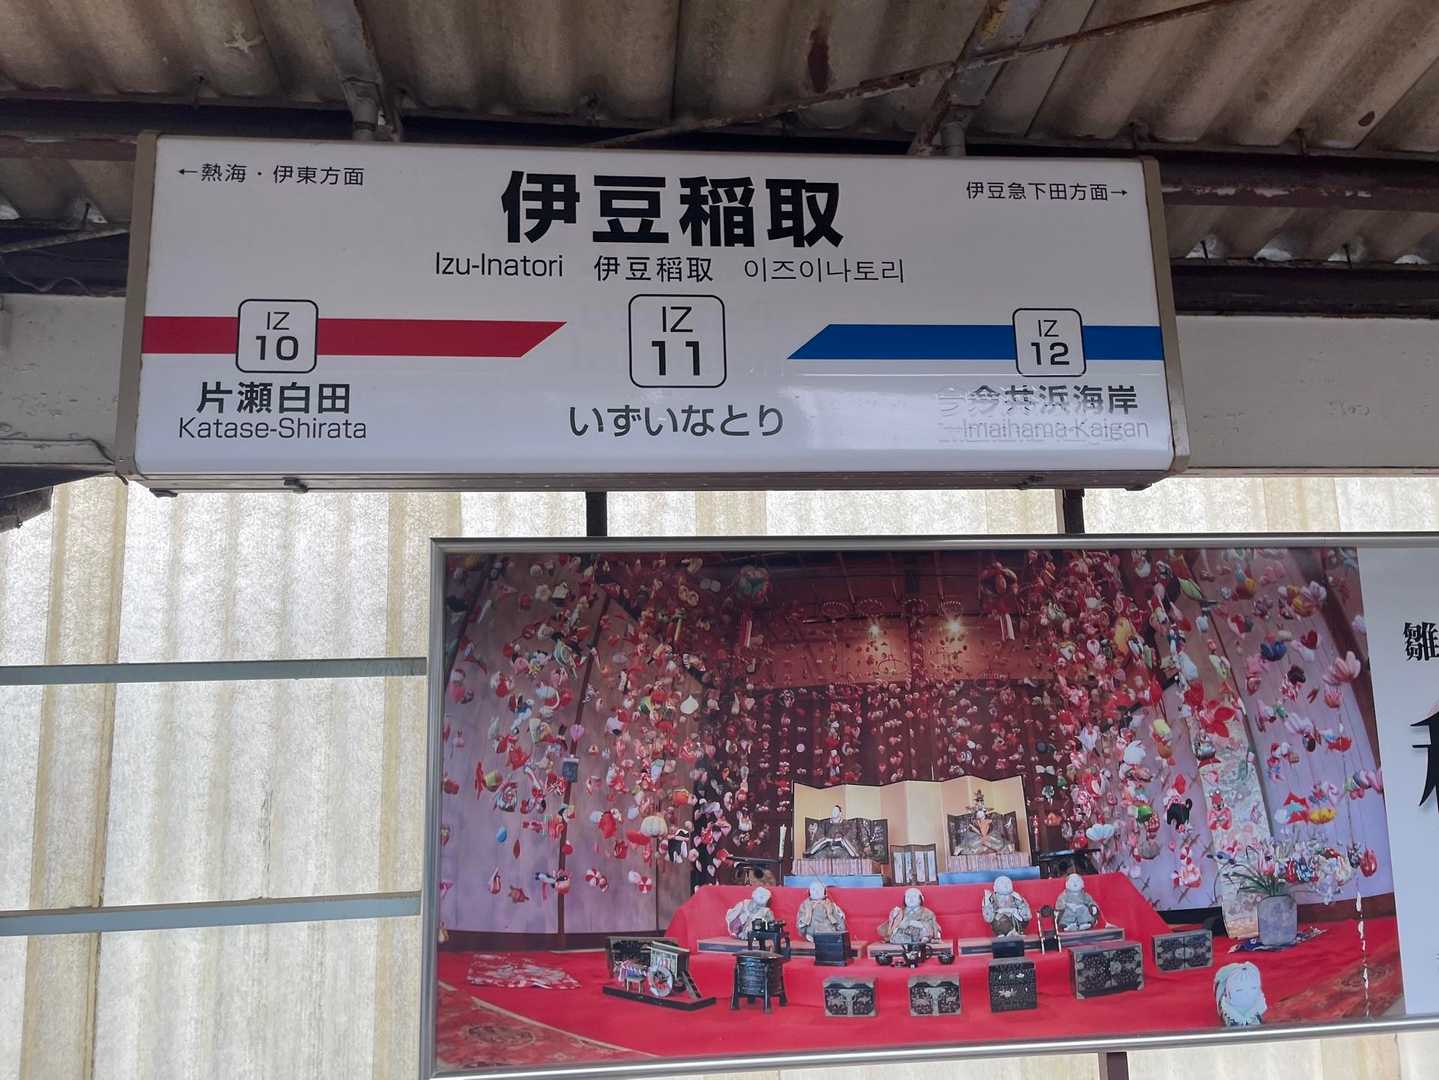 ←熱海・伊東方面
伊豆稲取
伊豆急下田方面→
Izu-Inatori 伊豆稲取 이즈이나토리
IZ
10
IZ
11
IZ
12
片瀬白田
Katase-Shirata
いずいなとり
今井浜海岸
Imaihama-Kaigan
雛